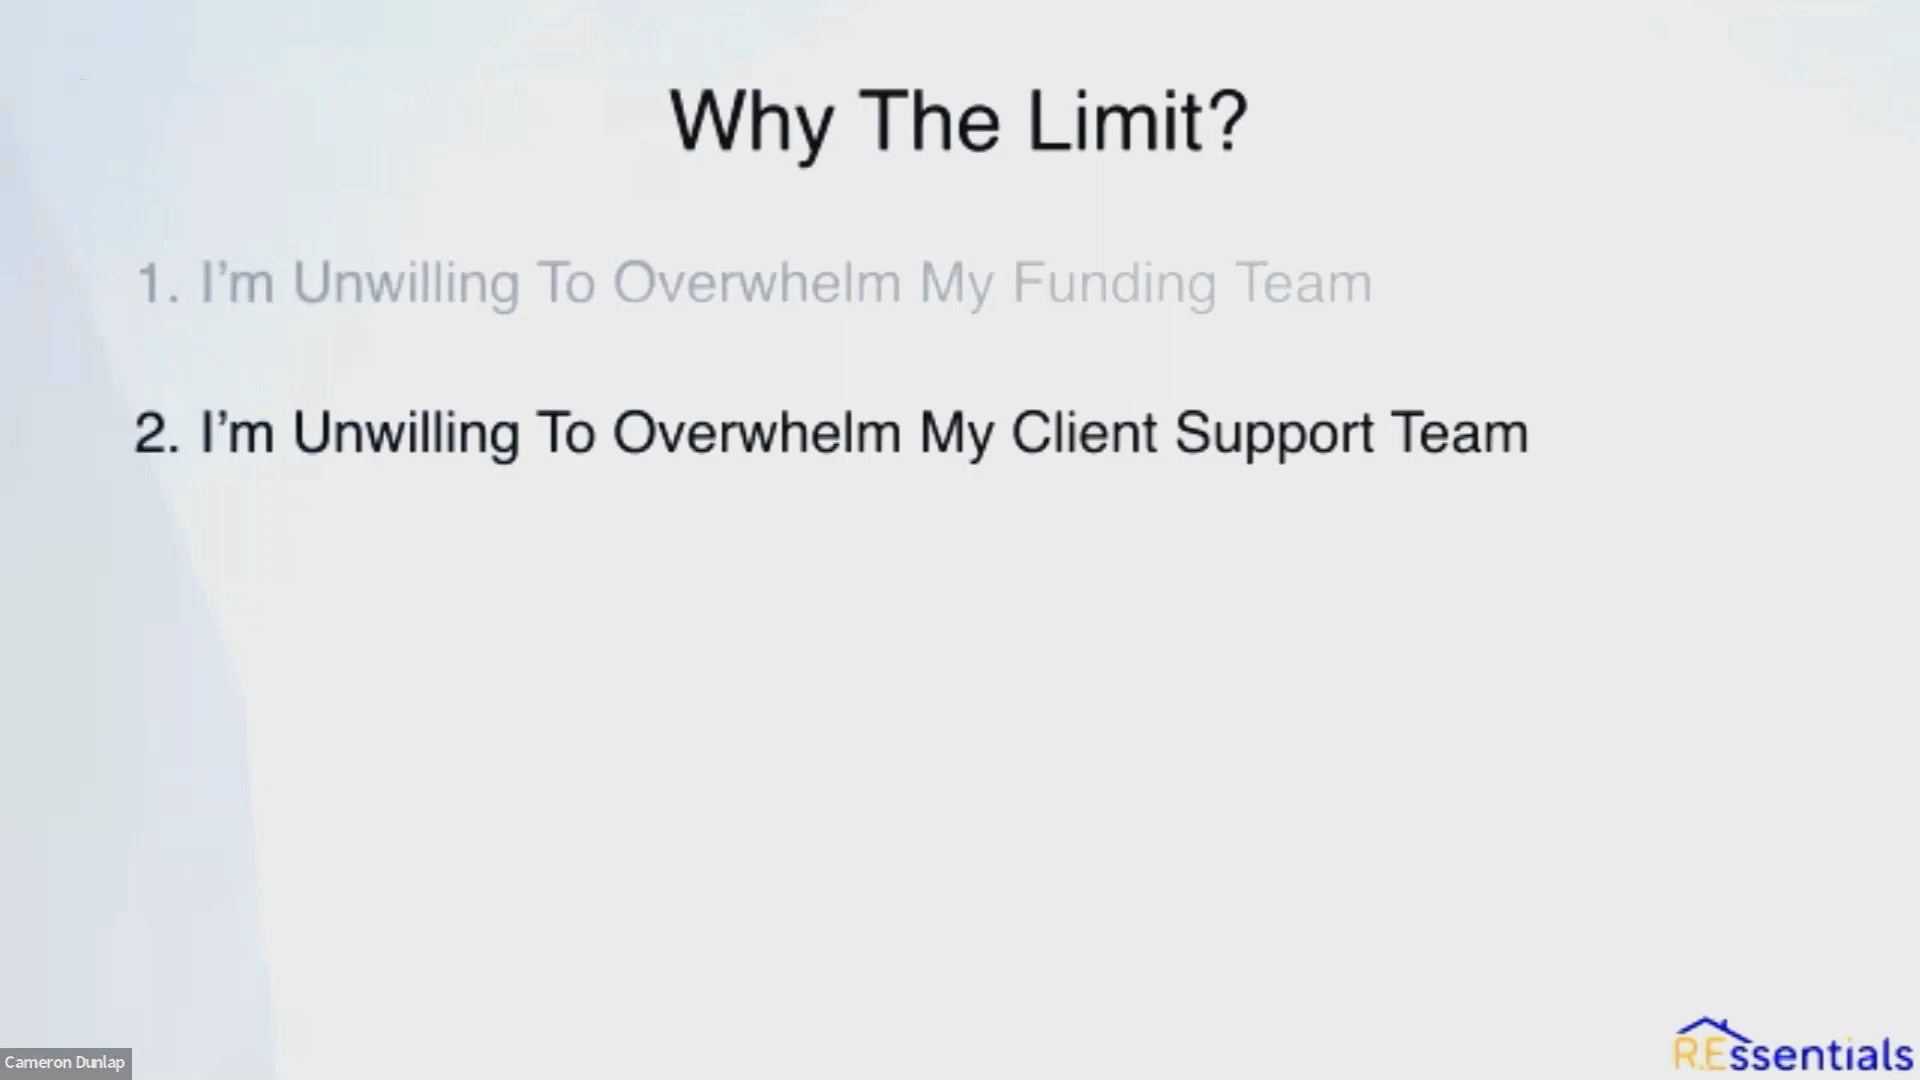 Why The Limit?
1. I'm Unwilling To Overwhelm My Funding Team
2. I'm Unwilling To Overwhelm My Client Support Team
R.Essentials
Cameron Dunlap